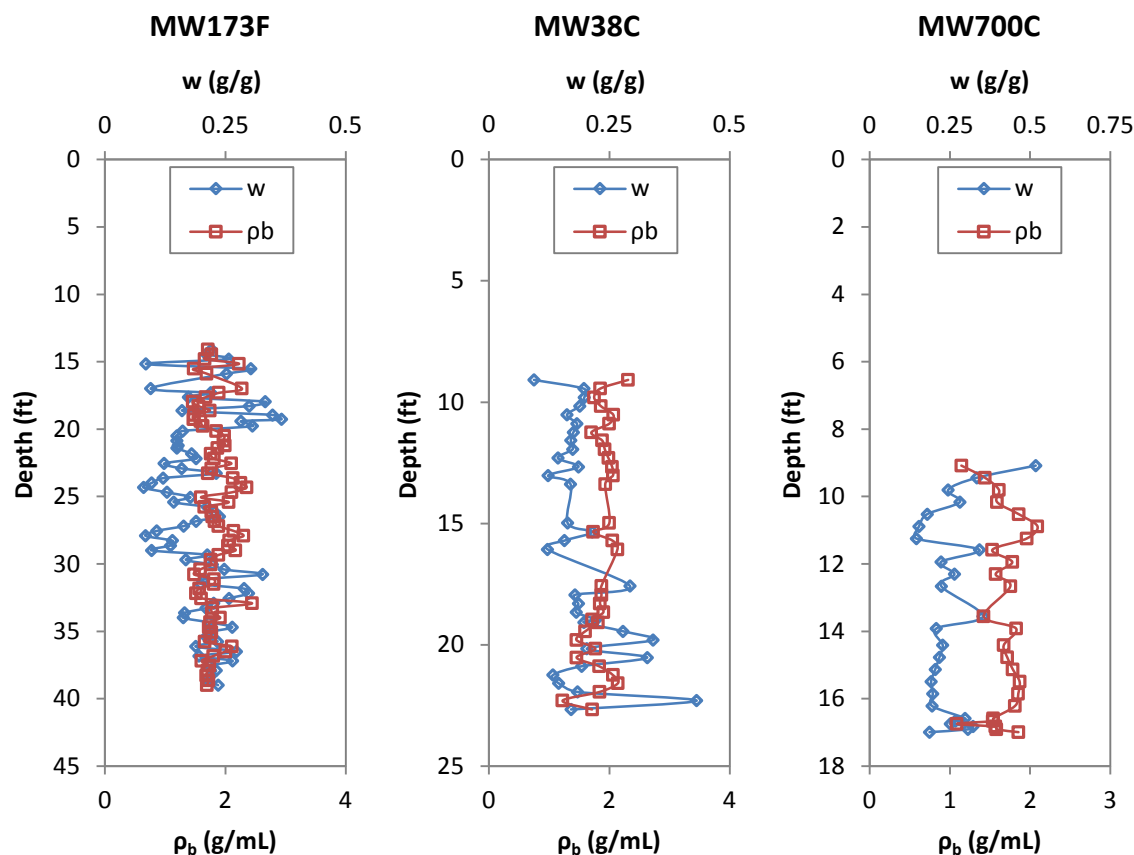 MW173F
w (g/g)
0 0.25 0.5
0
5
10
15
20
25
30
35
40
45
Depth (ft)
w
ρb
0 2 4
ρb (g/mL)
MW38C
w (g/g)
0 0.25 0.5
0
5
10
15
20
25
Depth (ft)
w
ρb
0 2 4
ρb (g/mL)
MW700C
w (g/g)
0 0.25 0.5 0.75
0
2
4
6
8
10
12
14
16
18
Depth (ft)
w
ρb
0 1 2 3
ρb (g/mL)